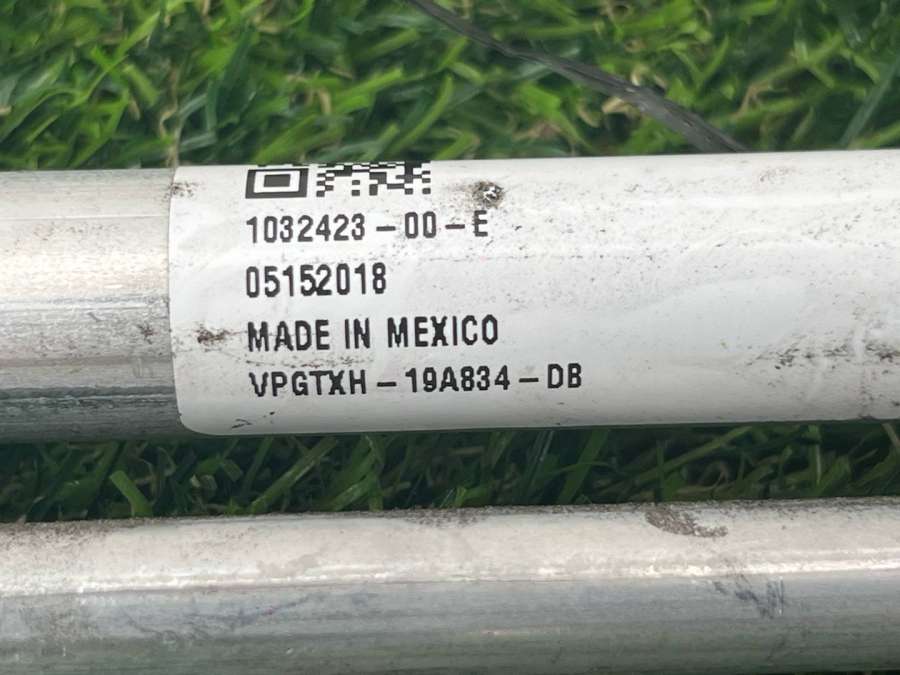 1032423-00-E
05152018
MADE IN MEXICO
VPGTXH-19A834-DB